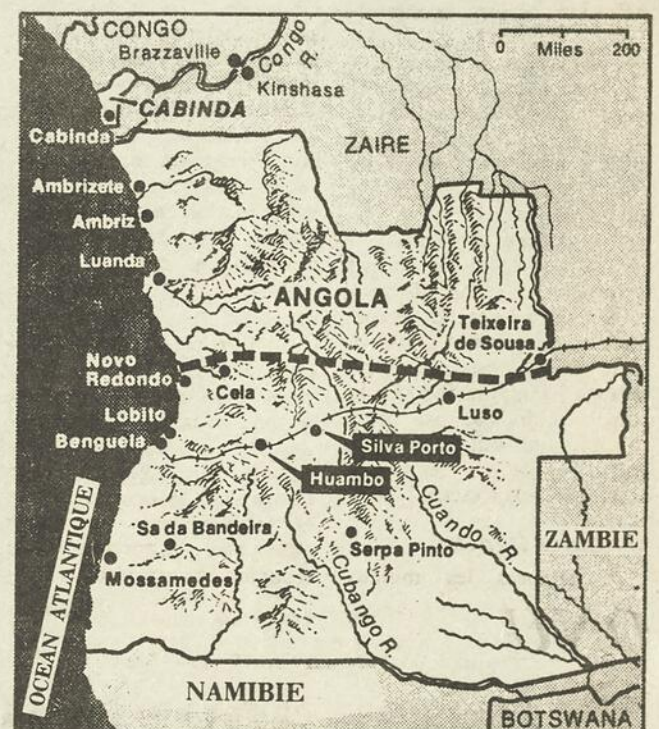 CONGO
Brazzaville
Congo R.
Kinshasa
0 Miles 200
CABINDA
Cabinda
ZAIRE
Ambrizete
Ambriz
Luanda
ANGOLA
Teixeira
de Sousa
Novo
Redondo
Cela
Luso
Lobito
Benguela
Silva Porto
Huambo
Cuando R.
Sa da Bandeira
Serpa Pinto
ZAMBIE
Mossamedes
Cubango R.
OCEAN ATLANTIQUE
NAMIBIE
BOTSWANA